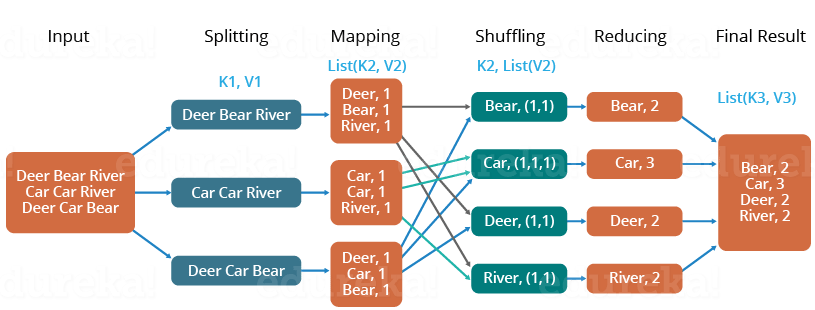 Input
Splitting
Mapping
Shuffling
Reducing
Final Result
K1, V1
List(K2, V2)
K2, List(V2)
List(K3, V3)
Deer Bear River
Car Car River
Deer Car Bear
Deer Bear River
Car Car River
Deer Car Bear
Deer, 1
Bear, 1
River, 1
Car, 1
Car, 1
River, 1
Deer, 1
Car, 1
Bear, 1
Bear, (1,1)
Car, (1,1,1)
Deer, (1,1)
River, (1,1)
Bear, 2
Car, 3
Deer, 2
River, 2
Bear, 2
Car, 3
Deer, 2
River, 2
edureka!